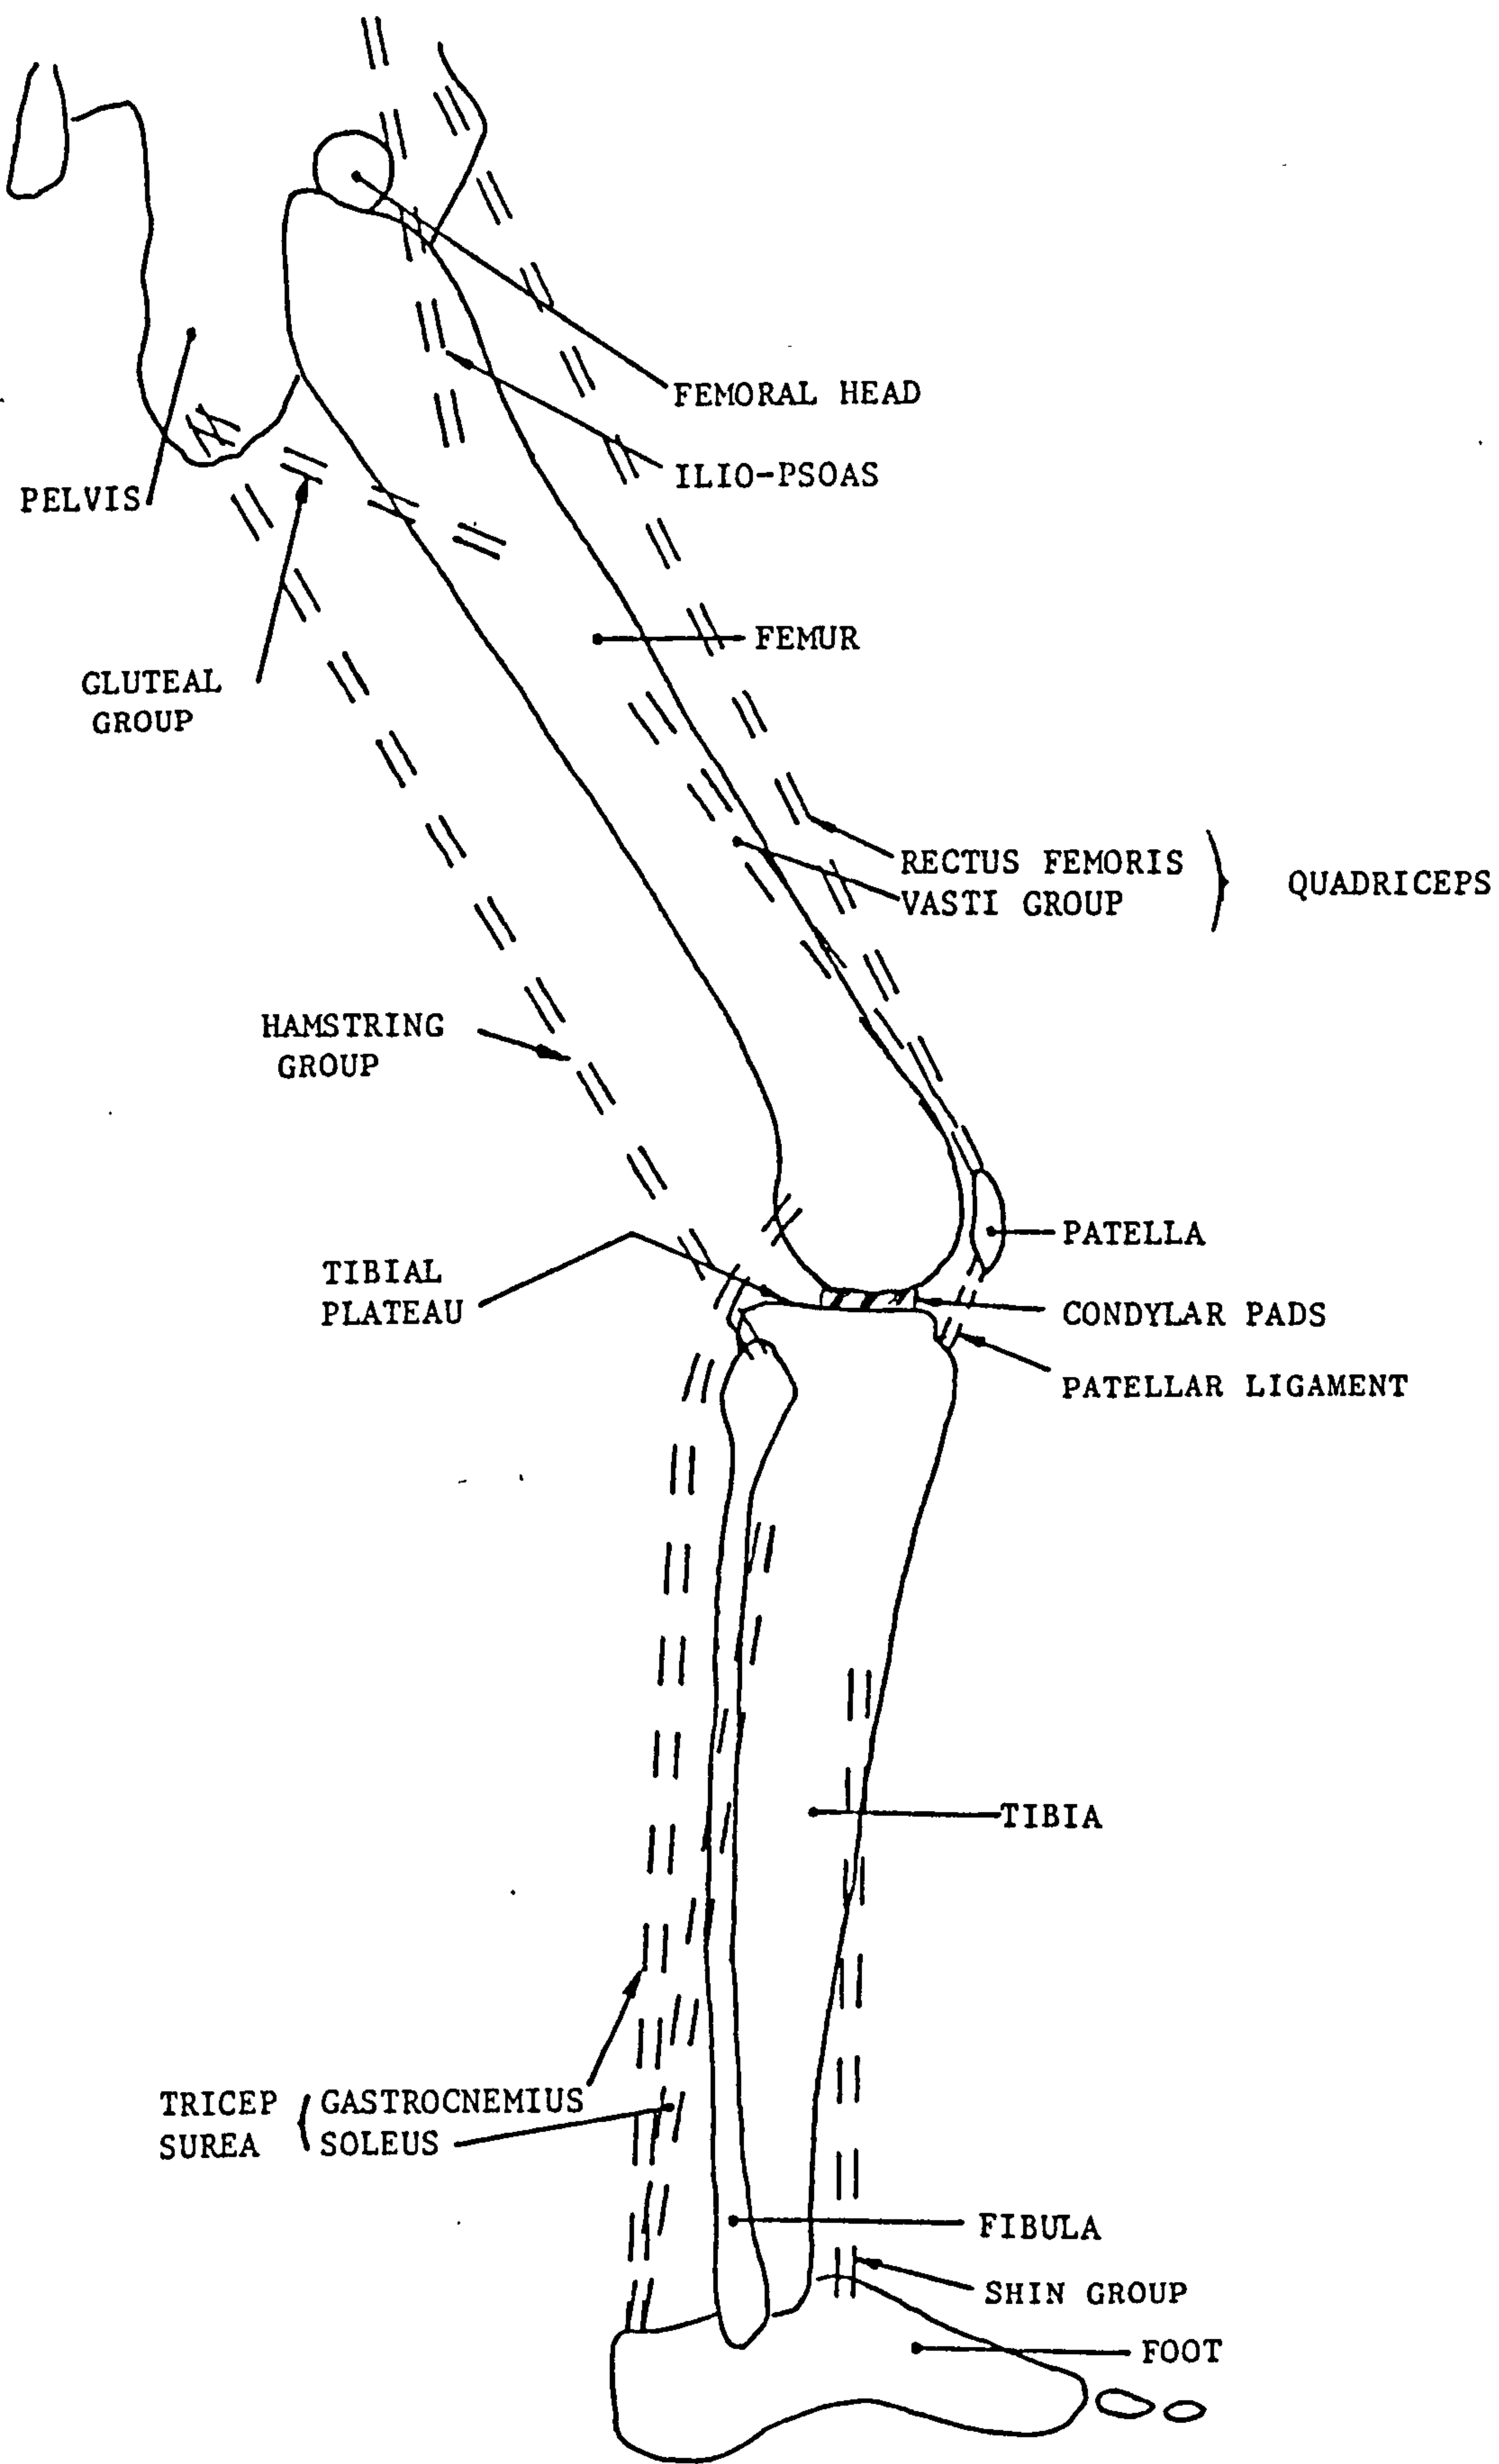 FEMORAL HEAD
ILIO-PSOAS
PELVIS
FEMUR
GLUTEAL
GROUP
RECTUS FEMORIS
VASTI GROUP
QUADRICEPS
HAMSTRING
GROUP
PATELLA
TIBIAL
PLATEAU
CONDYLAR PADS
PATELLAR LIGAMENT
TIBIA
TRICEP
SUREA
GASTROCNEMIUS
SOLEUS
FIBULA
SHIN GROUP
FOOT